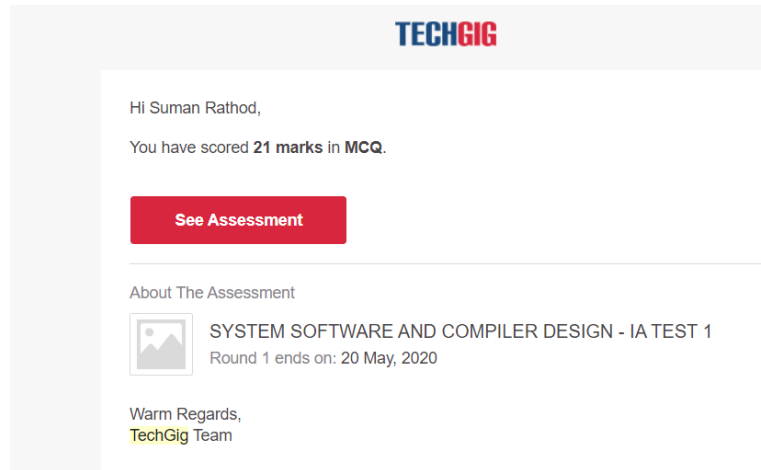 TECHGIG
Hi Suman Rathod,
You have scored 21 marks in MCQ.
See Assessment
About The Assessment
SYSTEM SOFTWARE AND COMPILER DESIGN - IA TEST 1
Round 1 ends on: 20 May, 2020
Warm Regards,
TechGig Team